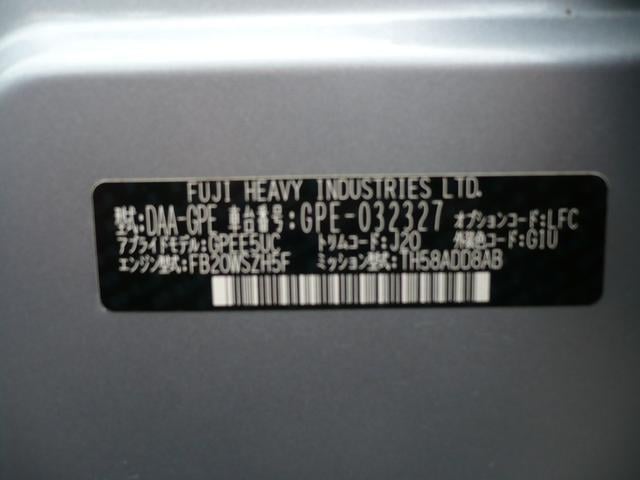 FUJI HEAVY INDUSTRIES LTD.
型式:DAA-GPE 車台番号:GPE-032327 オプションコード:LFC
アプライドモデル:GPEE5UC トリムコード:J20 外装色コード:G1U
エンジン型式:FB20WSZH5F ミッション型式:TH58ADD8AB